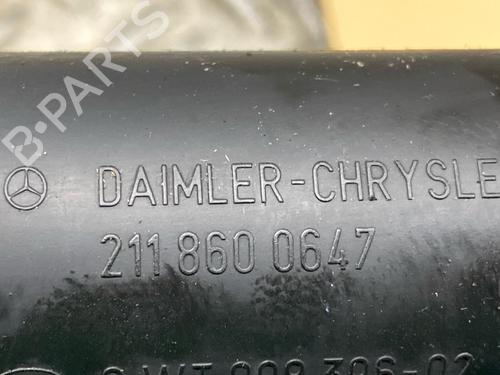 B-PARTS
DAIMLER-CHRYSLE
211 860 0647